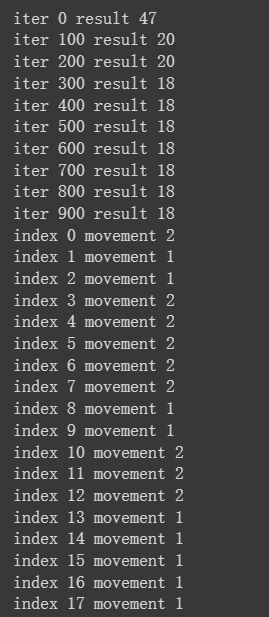 iter 0 result 47
iter 100 result 20
iter 200 result 20
iter 300 result 18
iter 400 result 18
iter 500 result 18
iter 600 result 18
iter 700 result 18
iter 800 result 18
iter 900 result 18
index 0 movement 2
index 1 movement 1
index 2 movement 1
index 3 movement 2
index 4 movement 2
index 5 movement 2
index 6 movement 2
index 7 movement 2
index 8 movement 1
index 9 movement 1
index 10 movement 2
index 11 movement 2
index 12 movement 2
index 13 movement 1
index 14 movement 1
index 15 movement 1
index 16 movement 1
index 17 movement 1